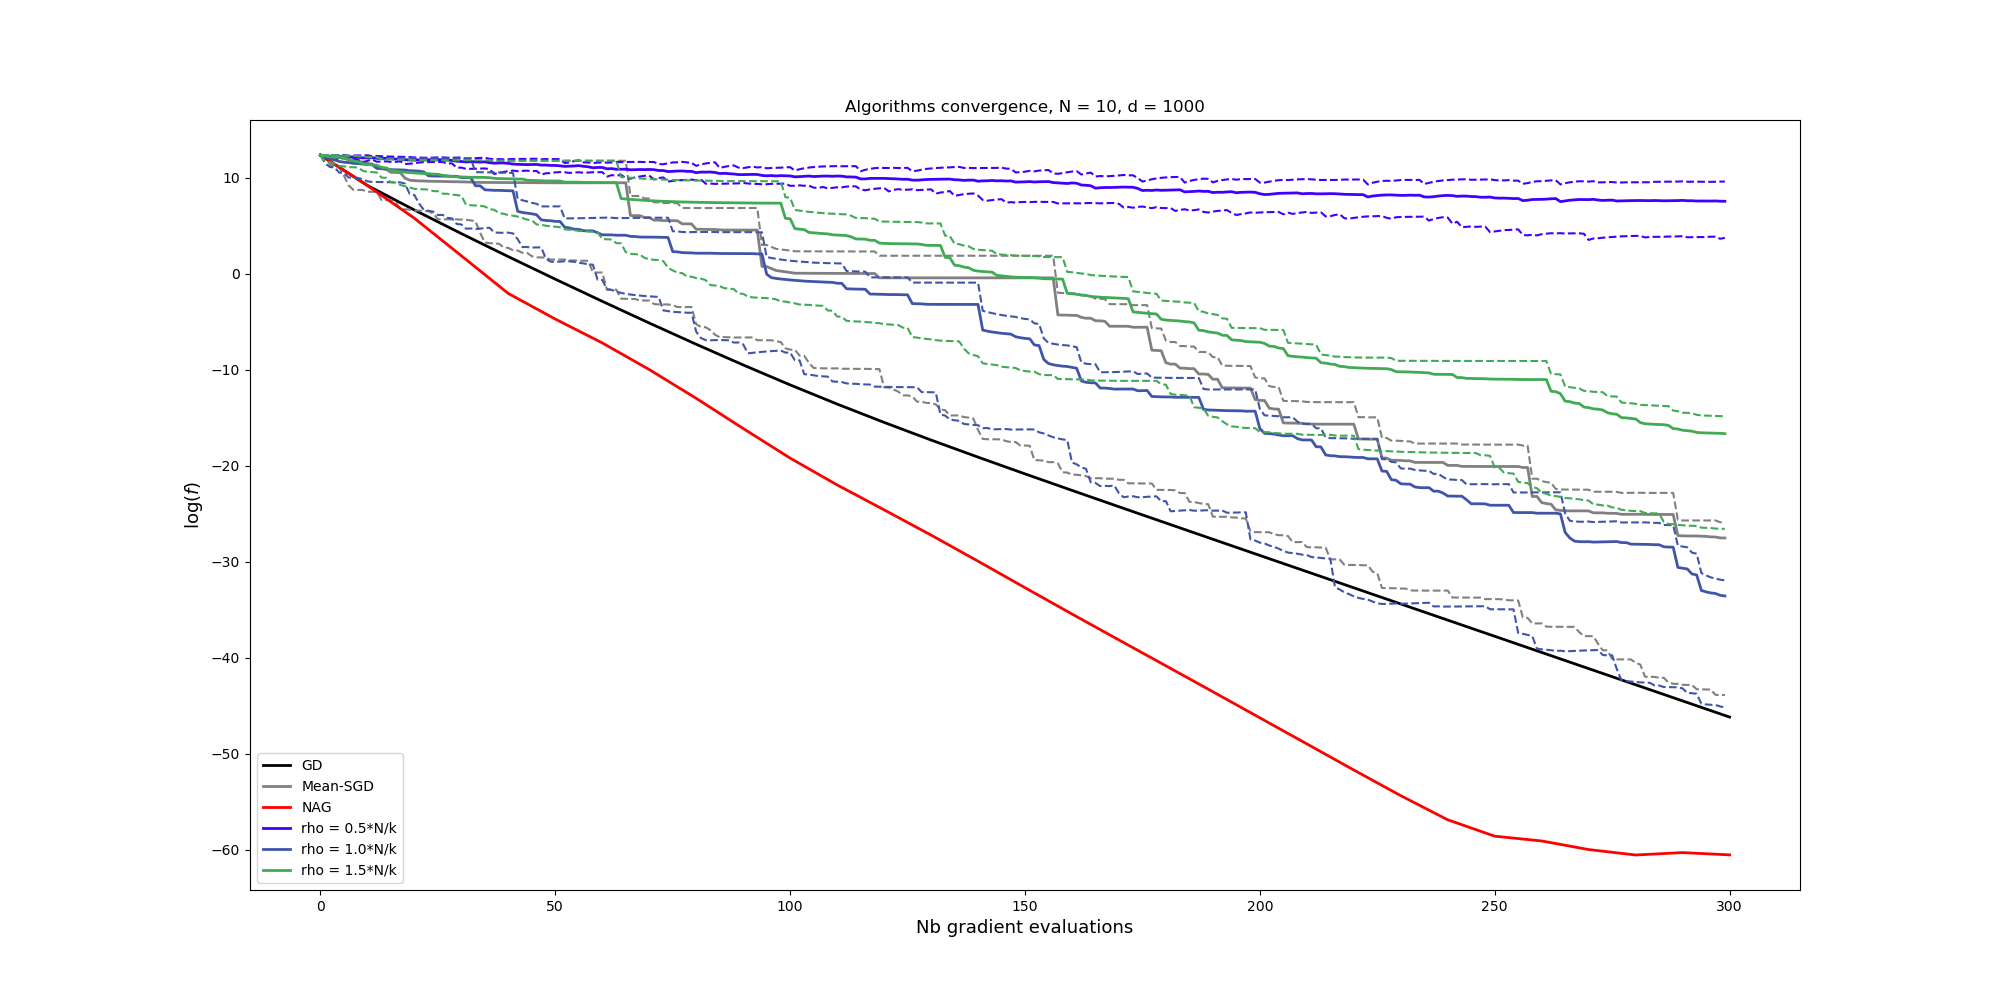 Algorithms convergence, N = 10, d = 1000
10
0
−10
−20
−30
−40
−50
−60
log(f)
GD
Mean-SGD
NAG
rho = 0.5*N/k
rho = 1.0*N/k
rho = 1.5*N/k
0 50 100 150 200 250 300
Nb gradient evaluations